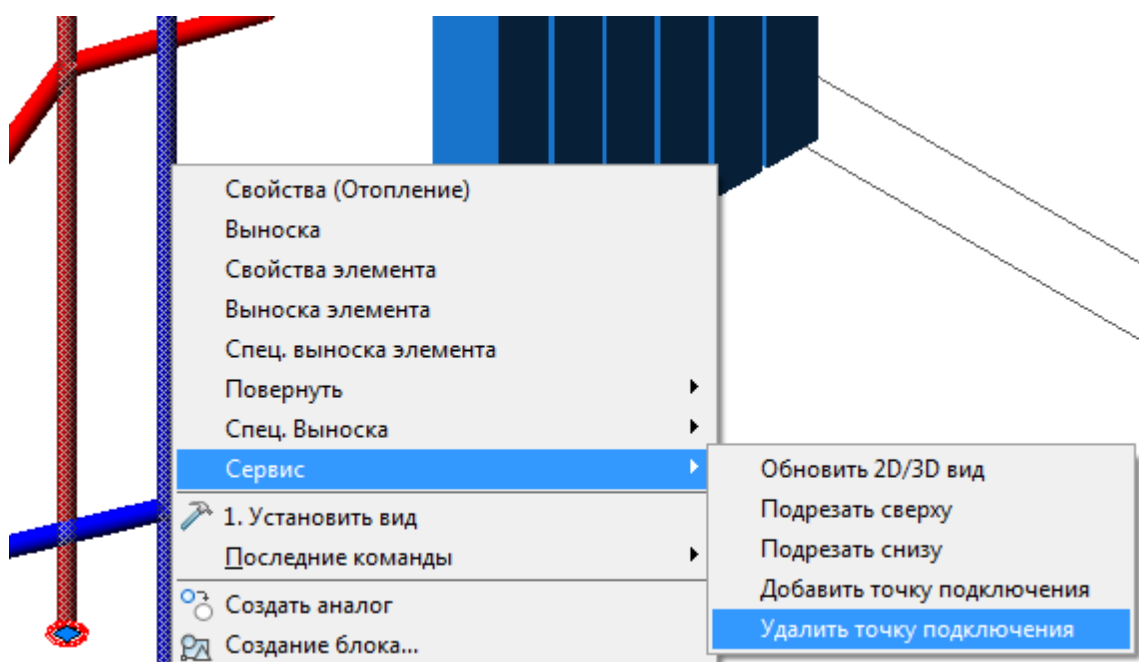 Свойства (Отопление)
Выноска
Свойства элемента
Выноска элемента
Спец. выноска элемента
Повернуть
Спец. Выноска
Сервис
1. Установить вид
Последние команды
Создать аналог
Создание блока...
Обновить 2D/3D вид
Подрезать сверху
Подрезать снизу
Добавить точку подключения
Удалить точку подключения